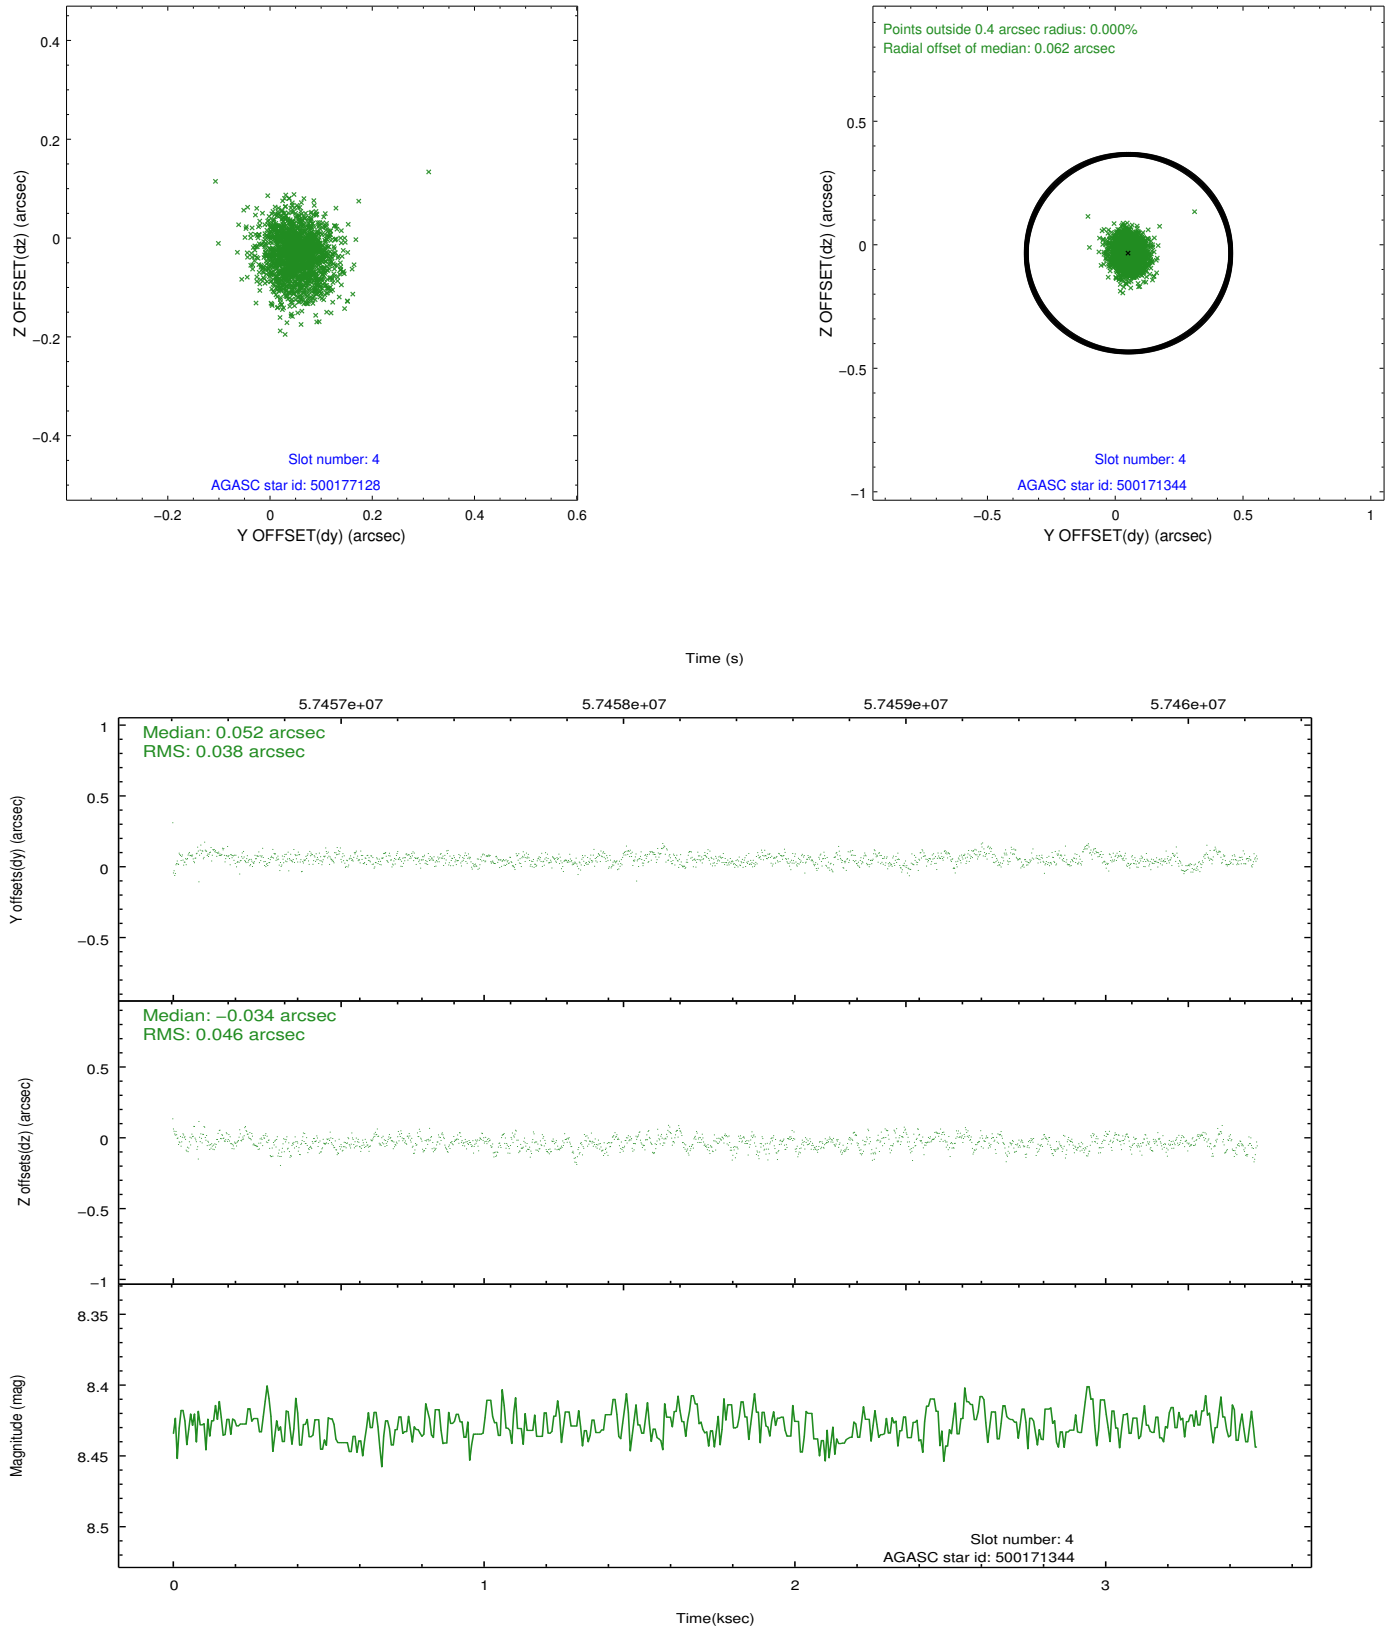 0.4
0.2
0
−0.2
−0.4
Z OFFSET(dz) (arcsec)
Slot number: 4
AGASC star id: 500177128
−0.2 0 0.2 0.4 0.6
Y OFFSET(dy) (arcsec)
Points outside 0.4 arcsec radius: 0.000%
Radial offset of median: 0.062 arcsec
0.5
0
−0.5
−1
Z OFFSET(dz) (arcsec)
Slot number: 4
AGASC star id: 500171344
−0.5 0 0.5 1
Y OFFSET(dy) (arcsec)
Time (s)
5.7457e+07 5.7458e+07 5.7459e+07 5.746e+07
Median: 0.052 arcsec
RMS: 0.038 arcsec
1
0.5
0
−0.5
Y offsets(dy) (arcsec)
Median: −0.034 arcsec
RMS: 0.046 arcsec
0.5
0
−0.5
−1
Z offsets(dz) (arcsec)
8.35
8.4
8.45
8.5
Magnitude (mag)
Slot number: 4
AGASC star id: 500171344
0 1 2 3
Time(ksec)